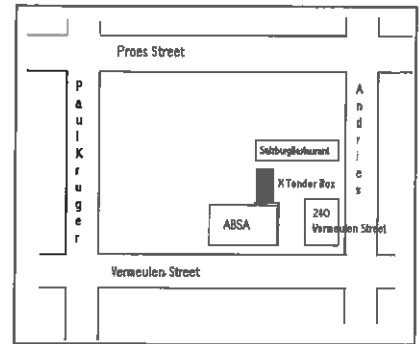 Proes Street
Paul Kruger
Andries
Salzburg Restaurant
X Tender Box
ABSA
240
Vermeulen Street
Vermeulen Street